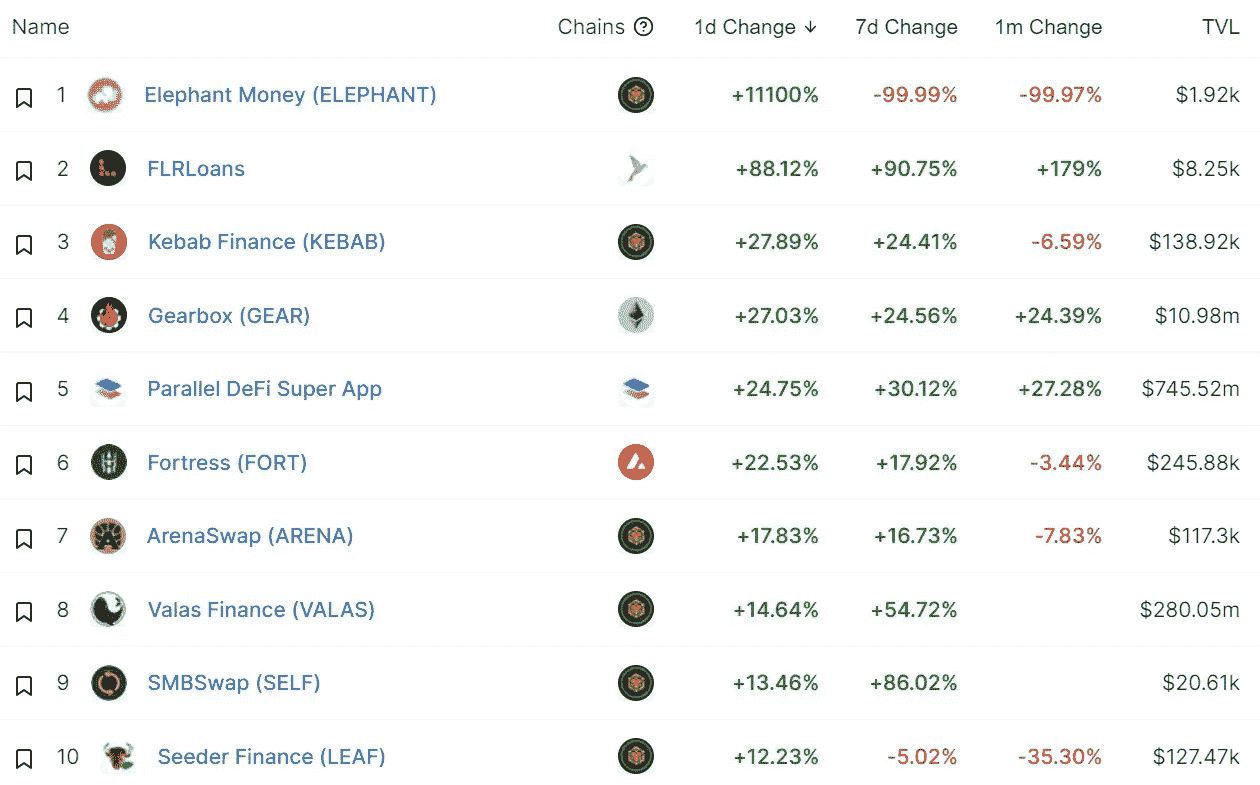 Name Chains ? 1d Change ↓ 7d Change 1m Change TVL
1 Elephant Money (ELEPHANT) +11100% -99.99% -99.97% $1.92k
2 FLRLoans +88.12% +90.75% +179% $8.25k
3 Kebab Finance (KEBAB) +27.89% +24.41% -6.59% $138.92k
4 Gearbox (GEAR) +27.03% +24.56% +24.39% $10.98m
5 Parallel DeFi Super App +24.75% +30.12% +27.28% $745.52m
6 Fortress (FORT) +22.53% +17.92% -3.44% $245.88k
7 ArenaSwap (ARENA) +17.83% +16.73% -7.83% $117.3k
8 Valas Finance (VALAS) +14.64% +54.72% $280.05m
9 SMBSwap (SELF) +13.46% +86.02% $20.61k
10 Seeder Finance (LEAF) +12.23% -5.02% -35.30% $127.47k